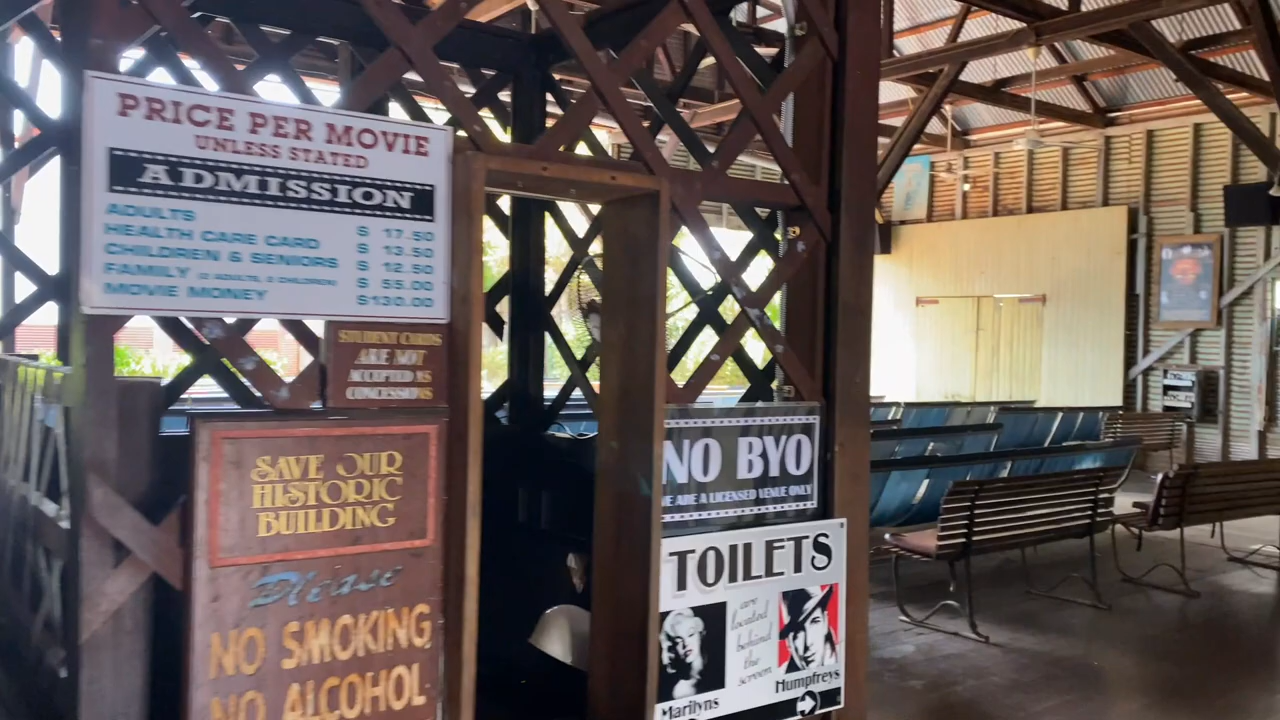 PRICE PER MOVIE
UNLESS STATED
ADMISSION
ADULTS $ 17.50
HEALTH CARE CARD $ 13.50
CHILDREN & SENIORS $ 12.50
FAMILY (2 ADULTS, 2 CHILDREN) $ 55.00
MOVIE MONEY $130.00
STUDENT CARDS
ARE NOT
ACCEPTED AS
CONCESSIONS
SAVE OUR
HISTORIC
BUILDING
Please
NO SMOKING
NO ALCOHOL
NO BYO
WE ARE A LICENSED VENUE ONLY
TOILETS
are
located
behind
the
screen
Marilyns
Humpfreys